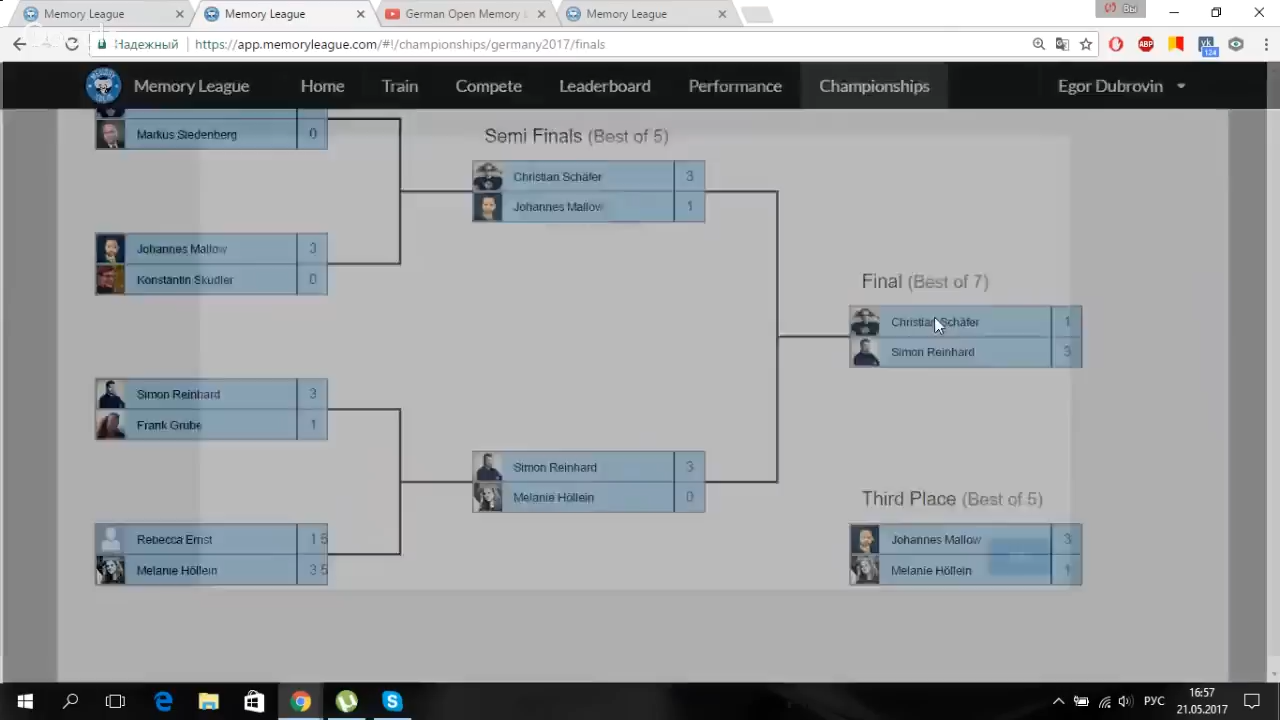 Memory League
Memory League
German Open Memory
Memory League
Вы
Надежный
https://app.memoryleague.com/#!/championships/germany2017/finals
ABP
vk
124
Memory League
Home
Train
Compete
Leaderboard
Performance
Championships
Egor Dubrovin
Markus Siedenberg 0
Semi Finals (Best of 5)
Christian Schäfer 3
Johannes Mallow 1
Johannes Mallow 3
Konstantin Skudler 0
Final (Best of 7)
Christian Schäfer 1
Simon Reinhard 3
Simon Reinhard 3
Frank Grube 1
Simon Reinhard 3
Melanie Höllein 0
Third Place (Best of 5)
Rebecca Ernst 1 5
Melanie Höllein 3 5
Johannes Mallow 3
Melanie Höllein 1
РУС
16:57
21.05.2017